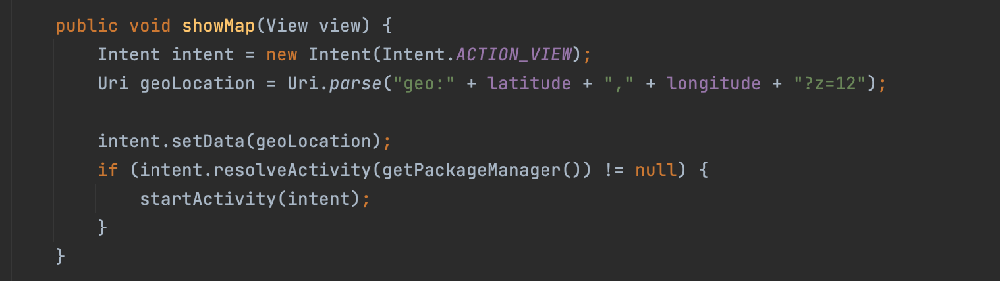 public void showMap(View view) {
Intent intent = new Intent(Intent.ACTION_VIEW);
Uri geoLocation = Uri.parse("geo:" + latitude + "," + longitude + "?z=12");
intent.setData(geoLocation);
if (intent.resolveActivity(getPackageManager()) != null) {
startActivity(intent);
}
}